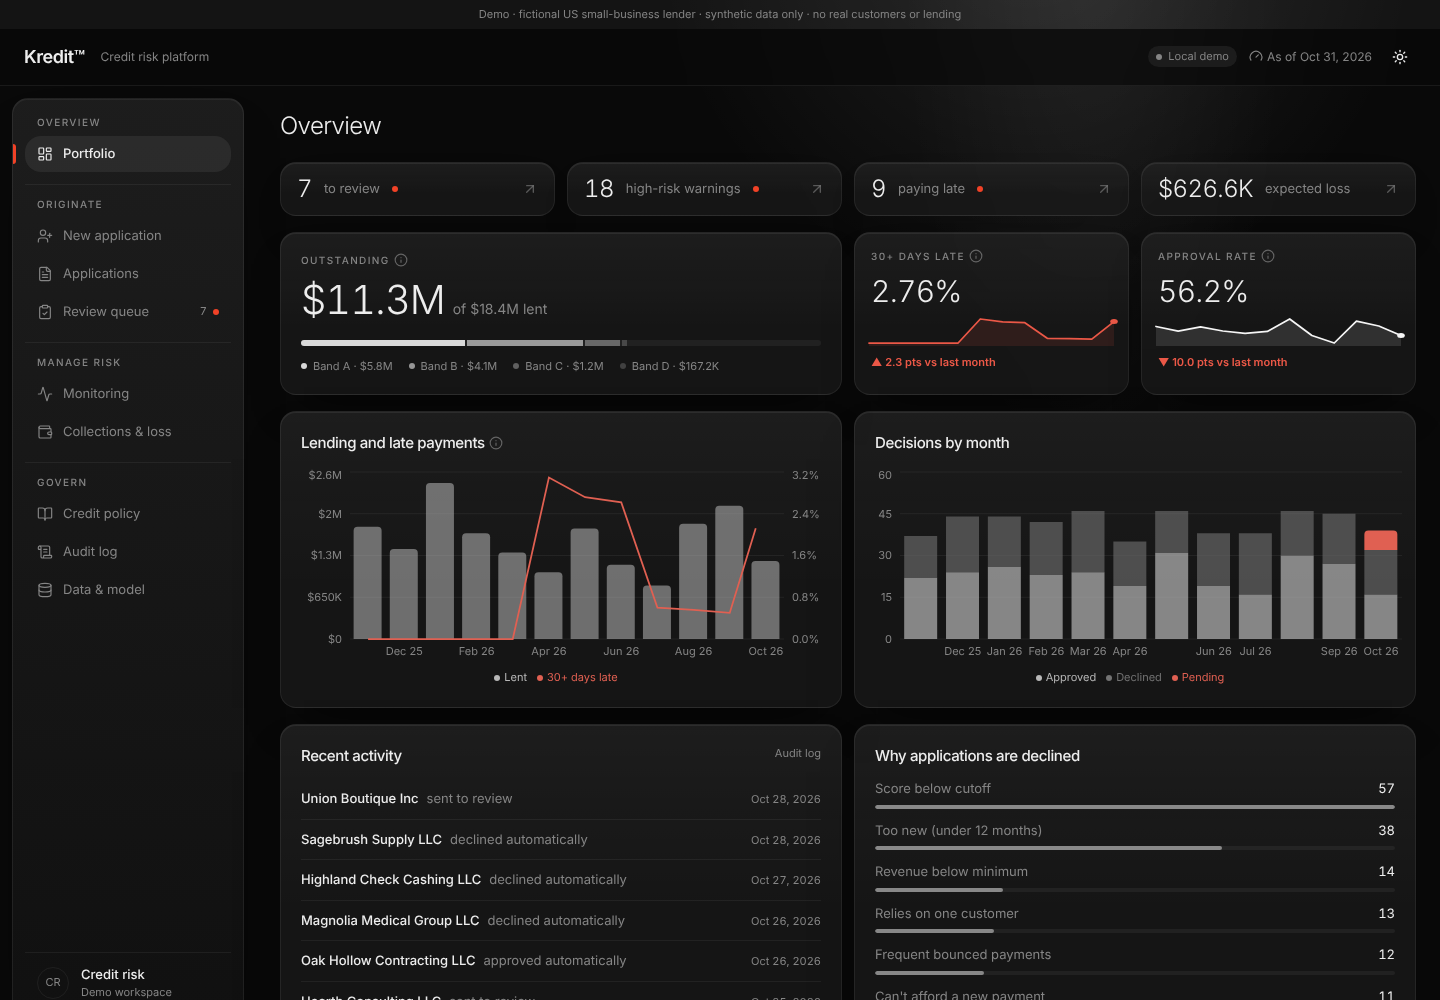 Demo · fictional US small-business lender · synthetic data only · no real customers or lending
Kredit™ Credit risk platform
Local demo As of Oct 31, 2026
OVERVIEW
Portfolio
ORIGINATE
New application
Applications
Review queue 7
MANAGE RISK
Monitoring
Collections & loss
GOVERN
Credit policy
Audit log
Data & model
CR
Credit risk
Demo workspace
Overview
7 to review
18 high-risk warnings
9 paying late
$626.6K expected loss
OUTSTANDING
$11.3M of $18.4M lent
Band A · $5.8M Band B · $4.1M Band C · $1.2M Band D · $167.2K
30+ DAYS LATE
2.76%
▲ 2.3 pts vs last month
APPROVAL RATE
56.2%
▼ 10.0 pts vs last month
Lending and late payments
$2.6M 3.2%
$2M 2.4%
$1.3M 1.6%
$650K 0.8%
$0 0.0%
Dec 25 Feb 26 Apr 26 Jun 26 Aug 26 Oct 26
Lent 30+ days late
Decisions by month
60
45
30
15
0
Dec 25 Jan 26 Feb 26 Mar 26 Apr 26 Jun 26 Jul 26 Sep 26 Oct 26
Approved Declined Pending
Recent activity Audit log
Union Boutique Inc sent to review Oct 28, 2026
Sagebrush Supply LLC declined automatically Oct 28, 2026
Highland Check Cashing LLC declined automatically Oct 27, 2026
Magnolia Medical Group LLC declined automatically Oct 26, 2026
Oak Hollow Contracting LLC approved automatically Oct 26, 2026
Hearth Consulting LLC sent to review Oct 25, 2026
Why applications are declined
Score below cutoff 57
Too new (under 12 months) 38
Revenue below minimum 14
Relies on one customer 13
Frequent bounced payments 12
Can't afford a new payment 11